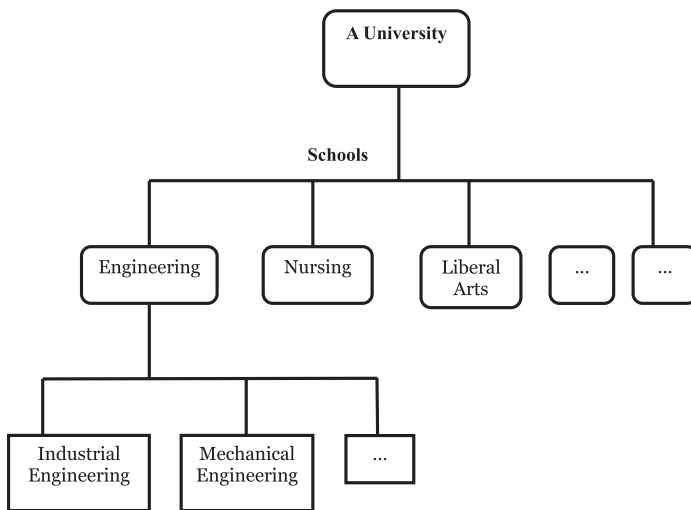 A University
Schools
Engineering
Nursing
Liberal
Arts
...
...
Industrial
Engineering
Mechanical
Engineering
...